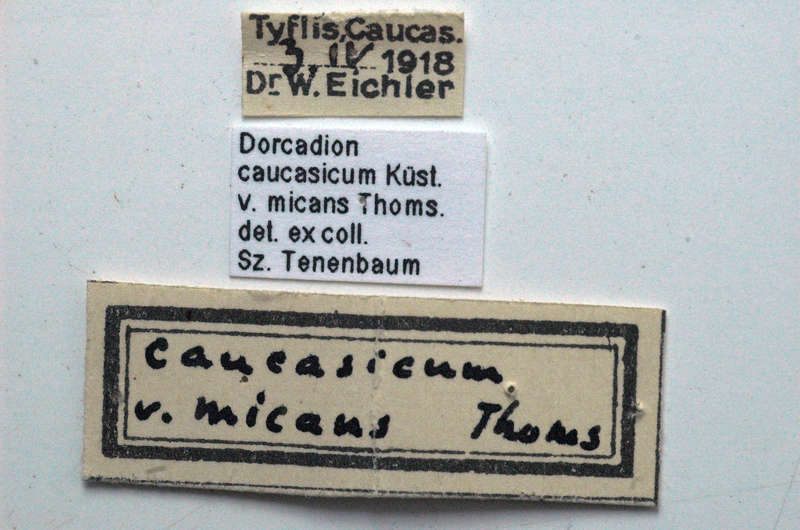 Tyflis, Caucas.
3. IV 1918
Dr. W. Eichler
Dorcadion
caucasicum Küst.
v. micans Thoms.
det. ex coll.
Sz. Tenenbaum
caucasicum
v. micans Thoms